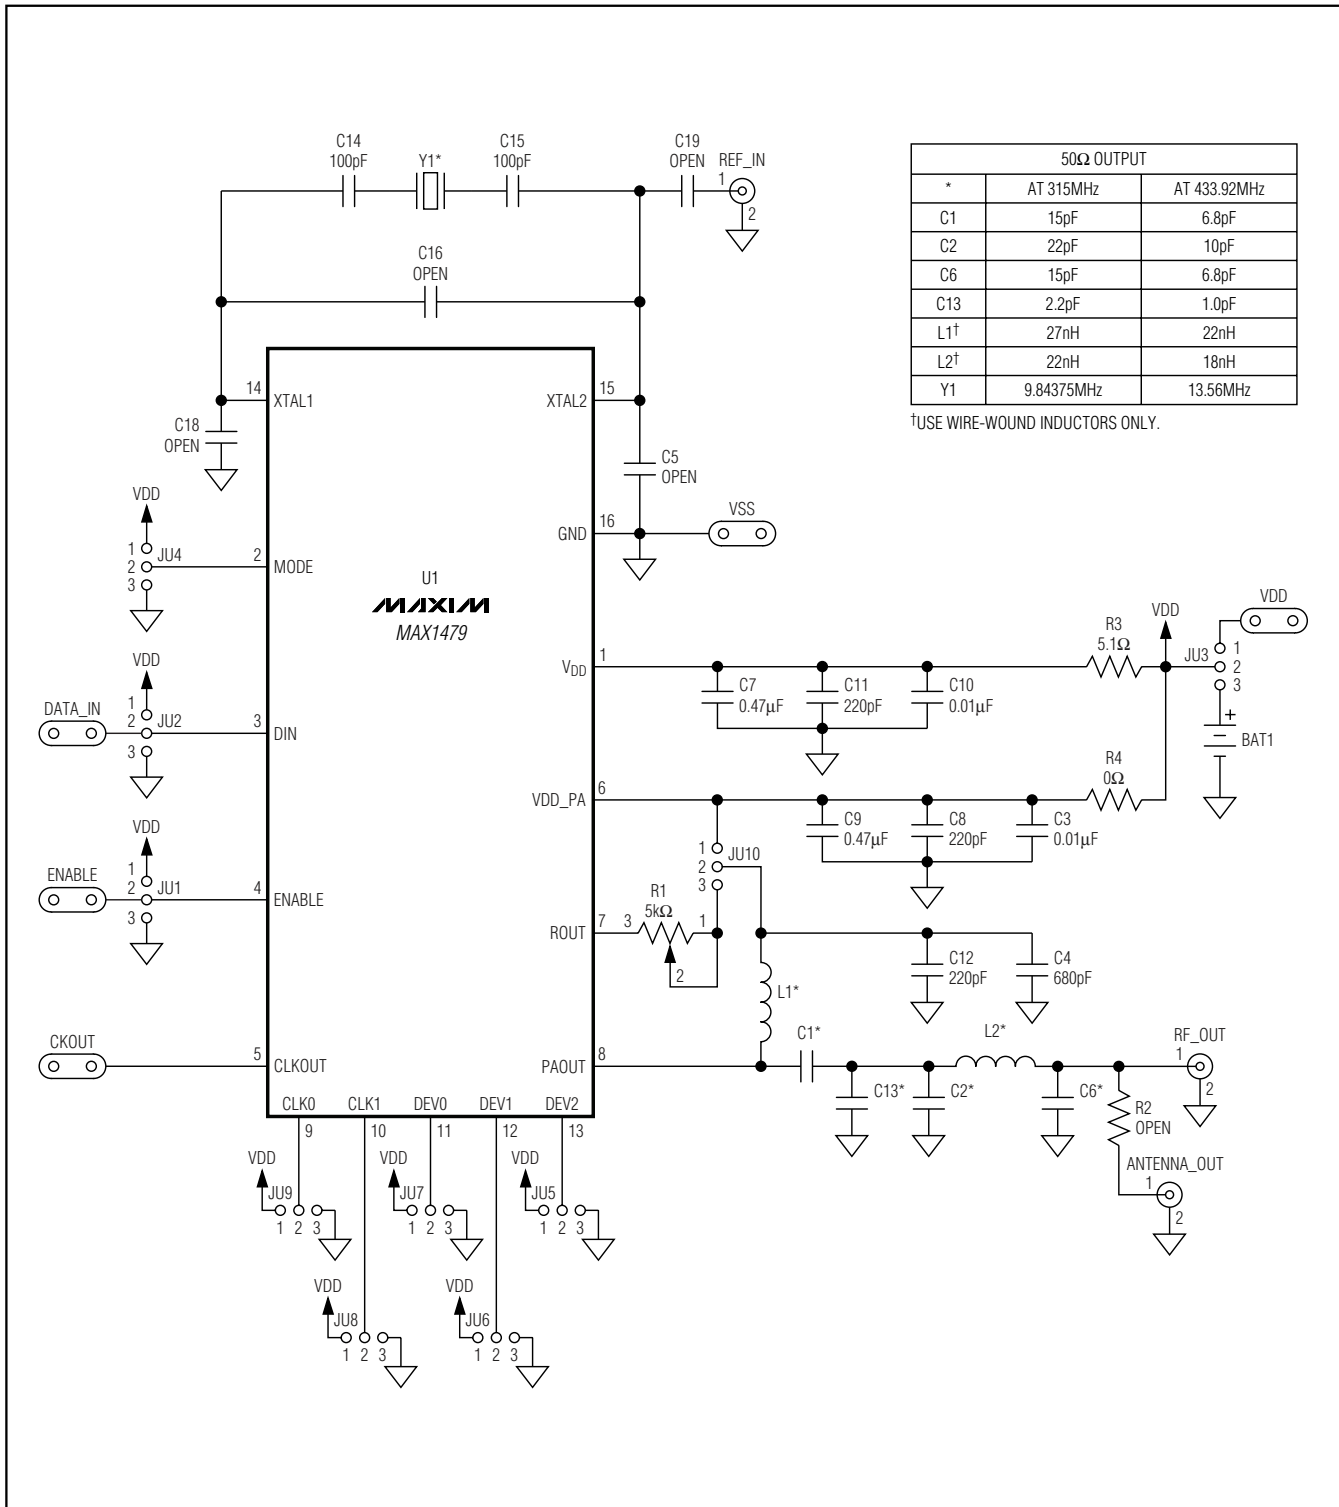 C14
100pF
Y1*
C15
100pF
C19
OPEN
REF_IN
1
2
C16
OPEN
50Ω OUTPUT
* AT 315MHz AT 433.92MHz
C1 15pF 6.8pF
C2 22pF 10pF
C6 15pF 6.8pF
C13 2.2pF 1.0pF
L1† 27nH 22nH
L2† 22nH 18nH
Y1 9.84375MHz 13.56MHz
†USE WIRE-WOUND INDUCTORS ONLY.
14
XTAL1
15
XTAL2
C18
OPEN
C5
OPEN
VDD
1
2
3
JU4
2
MODE
16
GND
VSS
U1
MAXIM
MAX1479
VDD
1
2
3
JU2
DATA_IN
3
DIN
1
VDD
C7
0.47μF
C11
220pF
C10
0.01μF
R3
5.1Ω
VDD
JU3
1
2
3
VDD
+
BAT1
R4
0Ω
6
VDD_PA
C9
0.47μF
C8
220pF
C3
0.01μF
VDD
1
2
3
JU1
ENABLE
4
ENABLE
1
2
3
JU10
R1
5kΩ
7
ROUT
3
1
2
C12
220pF
C4
680pF
L1*
CKOUT
5
CLKOUT
8
PAOUT
C1*
C13*
C2*
L2*
C6*
RF_OUT
1
2
R2
OPEN
ANTENNA_OUT
1
2
CLK0
9
CLK1
10
DEV0
11
DEV1
12
DEV2
13
VDD
JU9
1 2 3
VDD
JU7
1 2 3
VDD
JU5
1 2 3
VDD
JU8
1 2 3
VDD
JU6
1 2 3